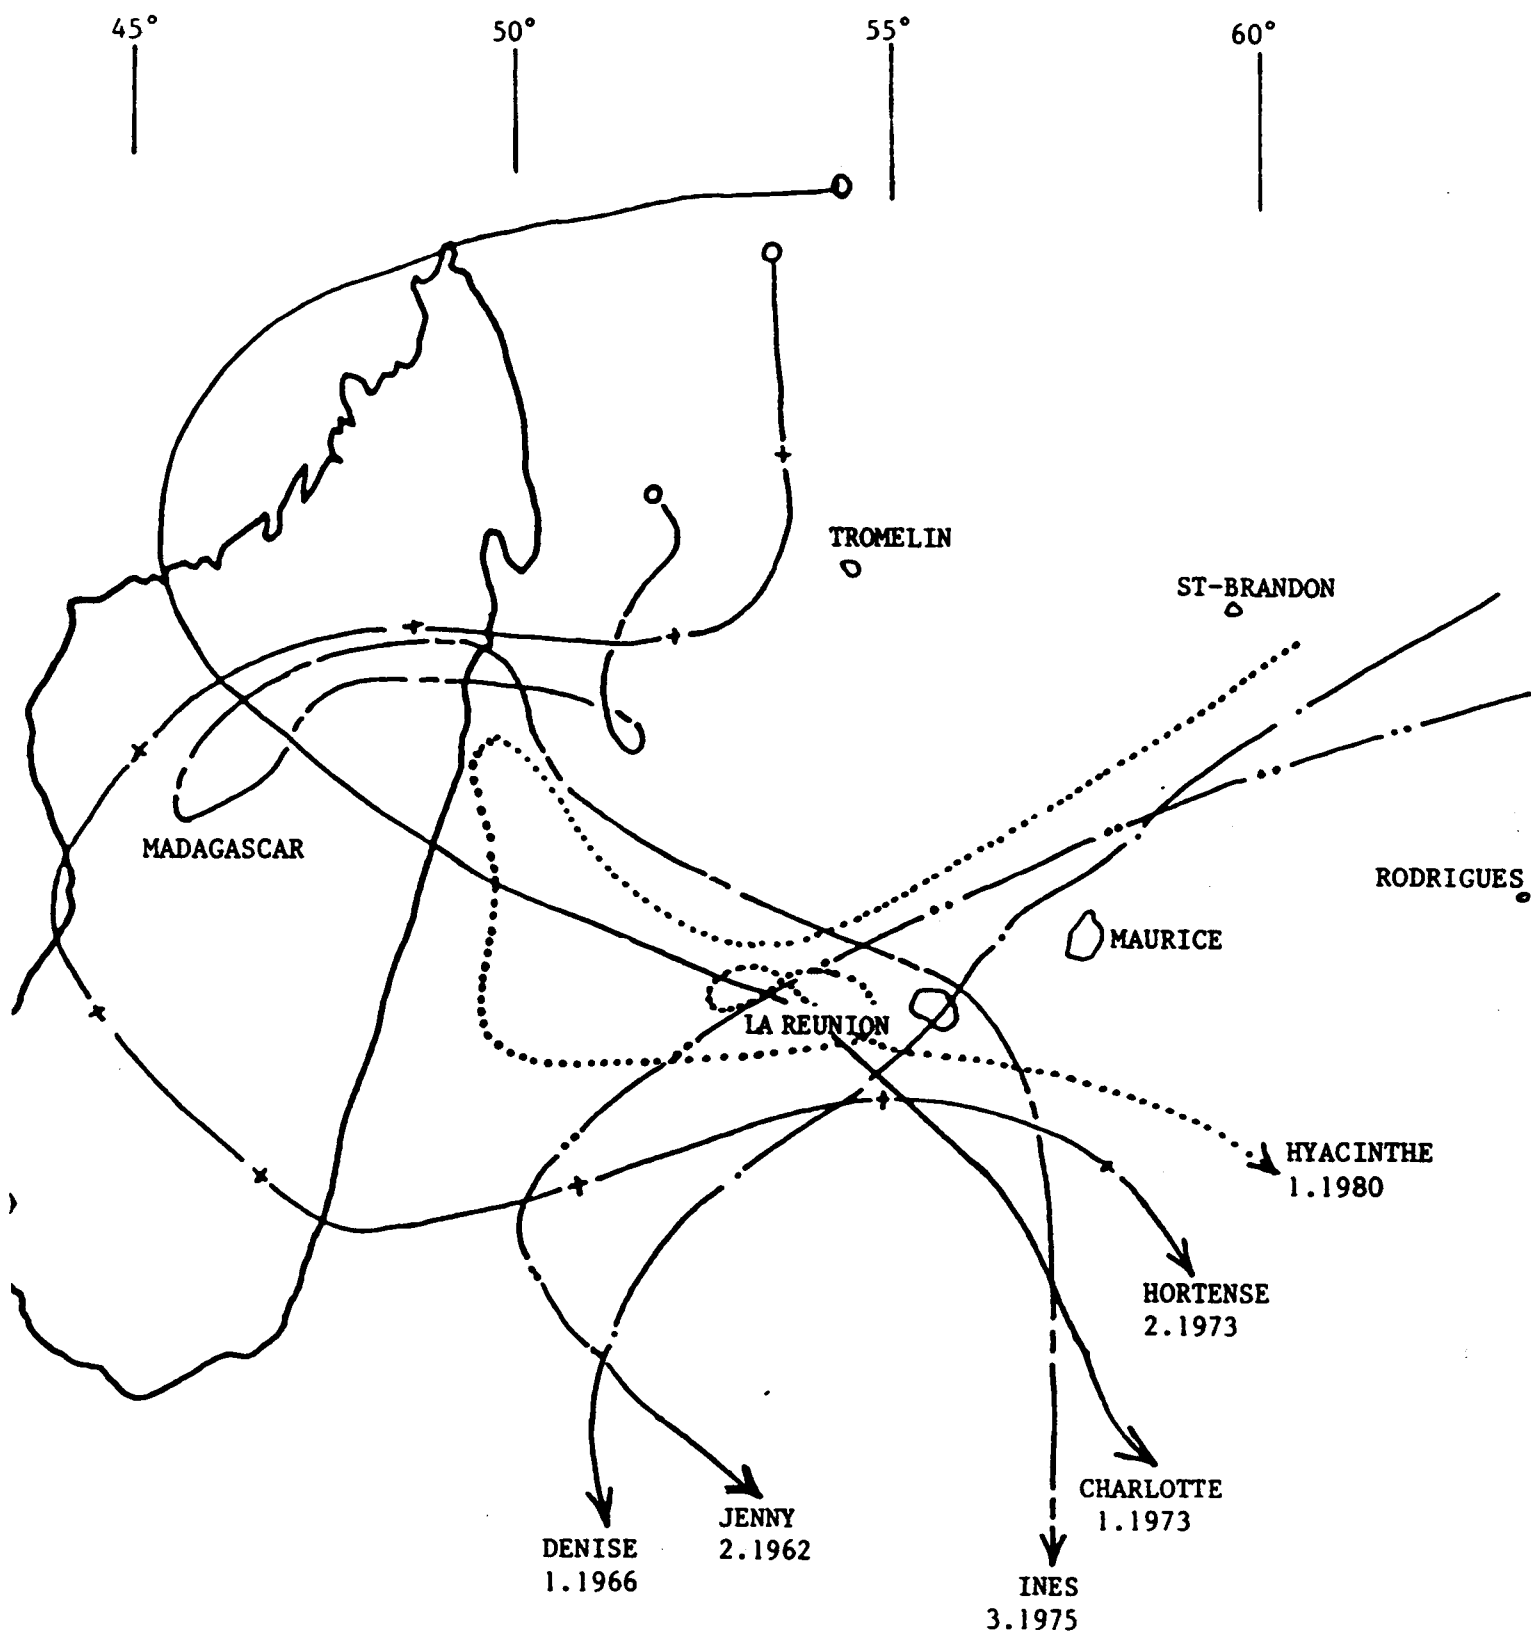 45°
50°
55°
60°
TROMELIN
ST-BRANDON
MADAGASCAR
RODRIGUES
MAURICE
LA REUNION
HYACINTHE
1.1980
HORTENSE
2.1973
CHARLOTTE
1.1973
JENNY
2.1962
DENISE
1.1966
INES
3.1975